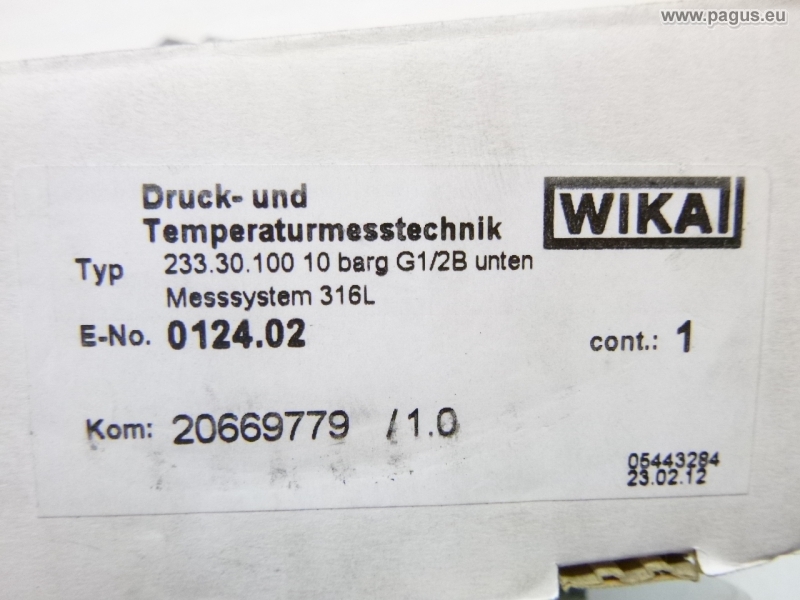 www.pagus.eu
Druck- und
Temperaturmesstechnik
WIKA
Typ 233.30.100 10 barg G1/2B unten
Messsystem 316L
E-No. 0124.02
cont.: 1
Kom: 20669779 /1.0
05443284
23.02.12